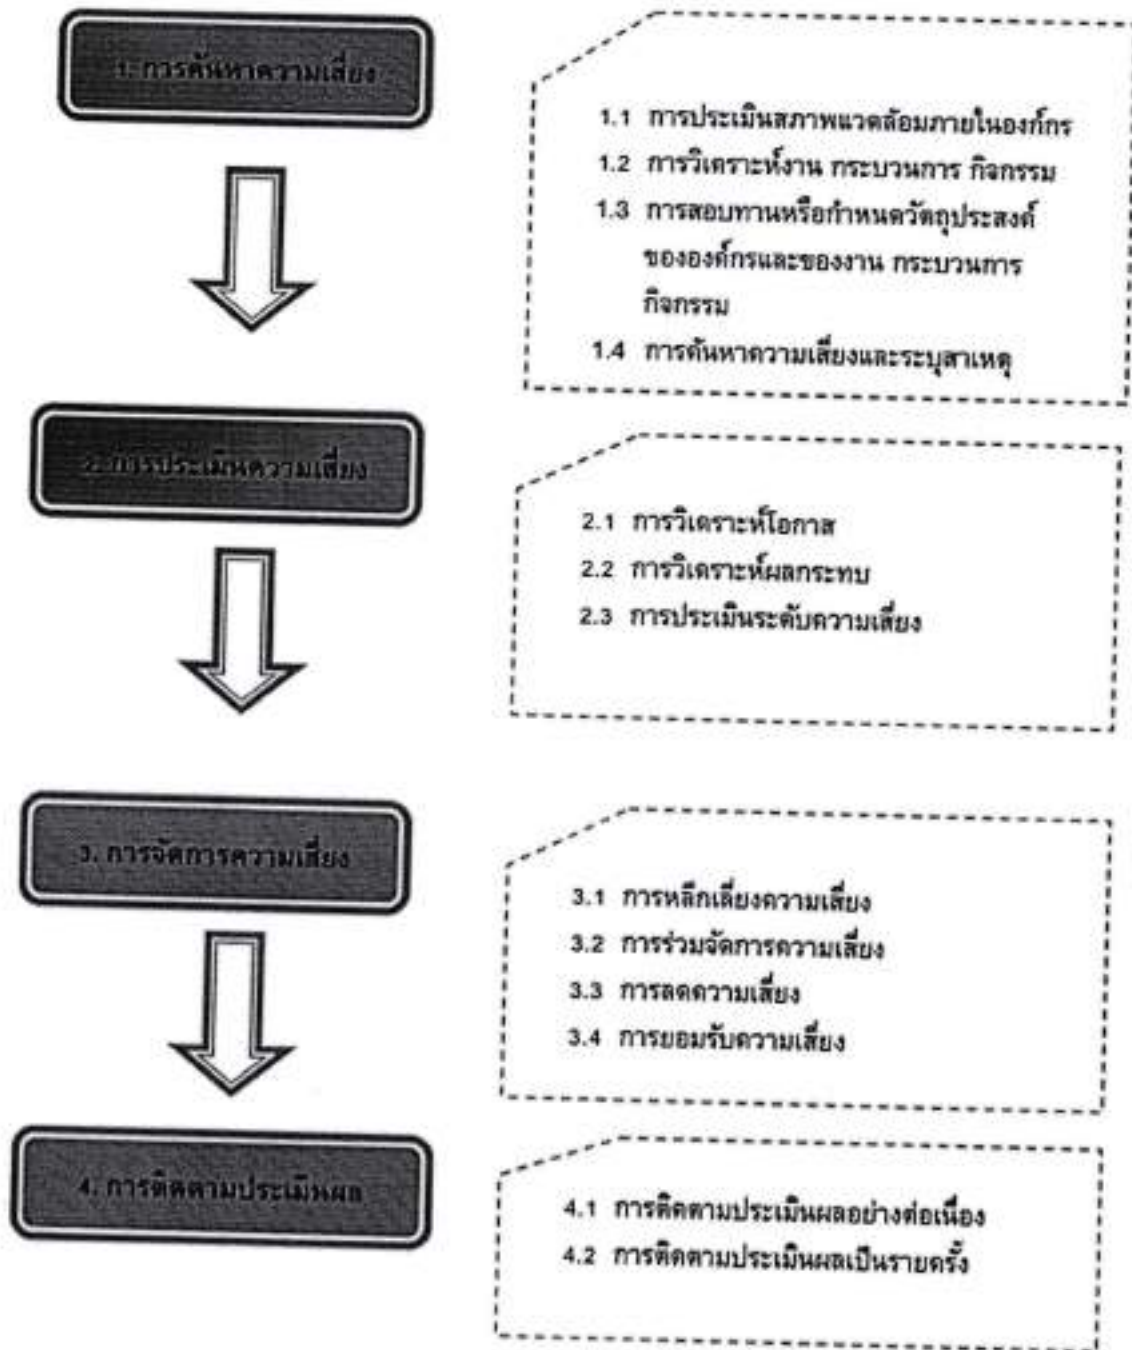 1. การค้นหาความเสี่ยง
1.1 การประเมินสภาพแวดล้อมภายในองค์กร
1.2 การวิเคราะห์งาน กระบวนการ กิจกรรม
1.3 การสอบทานหรือกำหนดวัตถุประสงค์
ขององค์กรและของงาน กระบวนการ
กิจกรรม
1.4 การค้นหาความเสี่ยงและระบุสาเหตุ
2. การประเมินความเสี่ยง
2.1 การวิเคราะห์โอกาส
2.2 การวิเคราะห์ผลกระทบ
2.3 การประเมินระดับความเสี่ยง
3. การจัดการความเสี่ยง
3.1 การหลีกเลี่ยงความเสี่ยง
3.2 การร่วมจัดการความเสี่ยง
3.3 การลดความเสี่ยง
3.4 การยอมรับความเสี่ยง
4. การติดตามประเมินผล
4.1 การติดตามประเมินผลอย่างต่อเนื่อง
4.2 การติดตามประเมินผลเป็นรายครั้ง